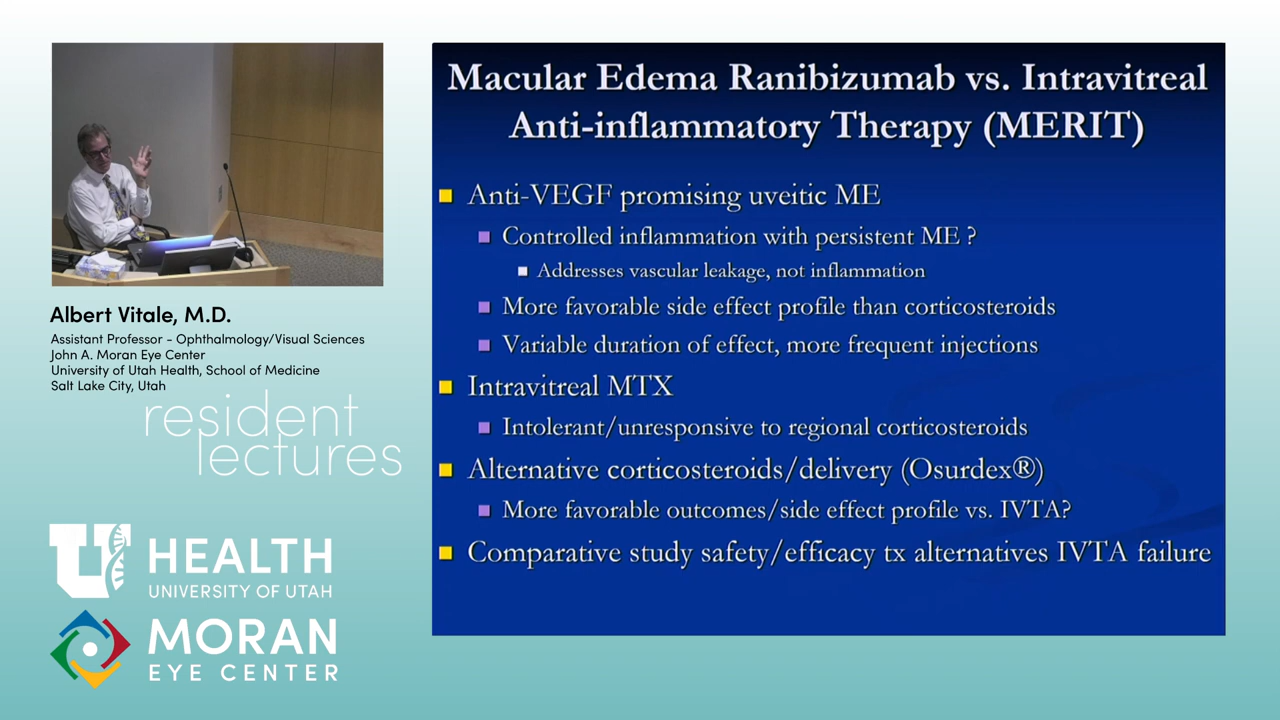 Macular Edema Ranibizumab vs. Intravitreal
Anti-inflammatory Therapy (MERIT)
Anti-VEGF promising uveitic ME
Controlled inflammation with persistent ME ?
Addresses vascular leakage, not inflammation
More favorable side effect profile than corticosteroids
Variable duration of effect, more frequent injections
Intravitreal MTX
Intolerant/unresponsive to regional corticosteroids
Alternative corticosteroids/delivery (Osurdex®)
More favorable outcomes/side effect profile vs. IVTA?
Comparative study safety/efficacy tx alternatives IVTA failure
Albert Vitale, M.D.
Assistant Professor - Ophthalmology/Visual Sciences
John A. Moran Eye Center
University of Utah Health, School of Medicine
Salt Lake City, Utah
resident
lectures
U HEALTH
UNIVERSITY OF UTAH
MORAN
EYE CENTER